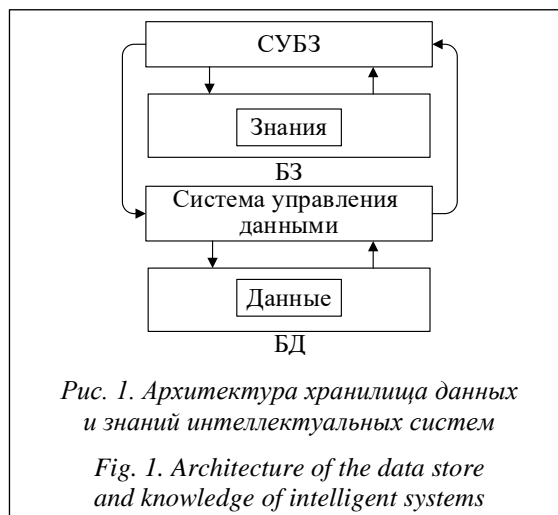 СУБЗ
Знания
БЗ
Система управления
данными
Данные
БД
Рис. 1. Архитектура хранилища данных
и знаний интеллектуальных систем
Fig. 1. Architecture of the data store
and knowledge of intelligent systems